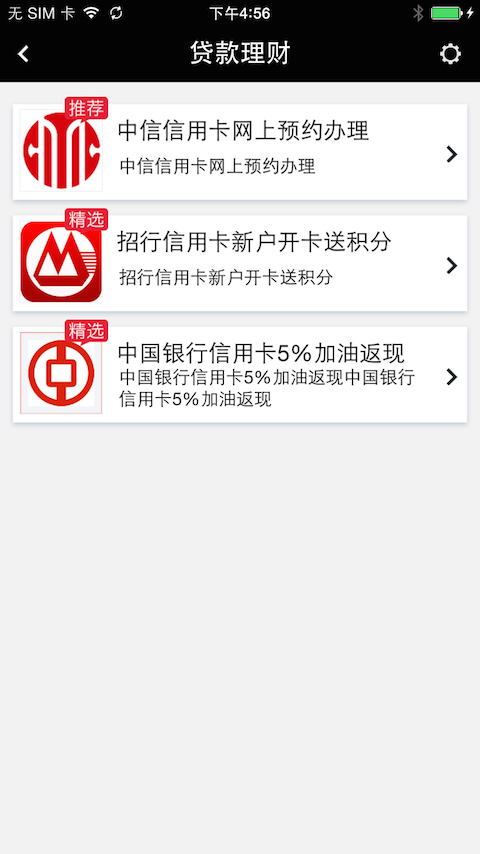 无 SIM 卡 下午4:56
贷款理财
推荐
中信信用卡网上预约办理
中信信用卡网上预约办理
精选
招行信用卡新户开卡送积分
招行信用卡新户开卡送积分
精选
中国银行信用卡5%加油返现
中国银行信用卡5%加油返现中国银行
信用卡5%加油返现